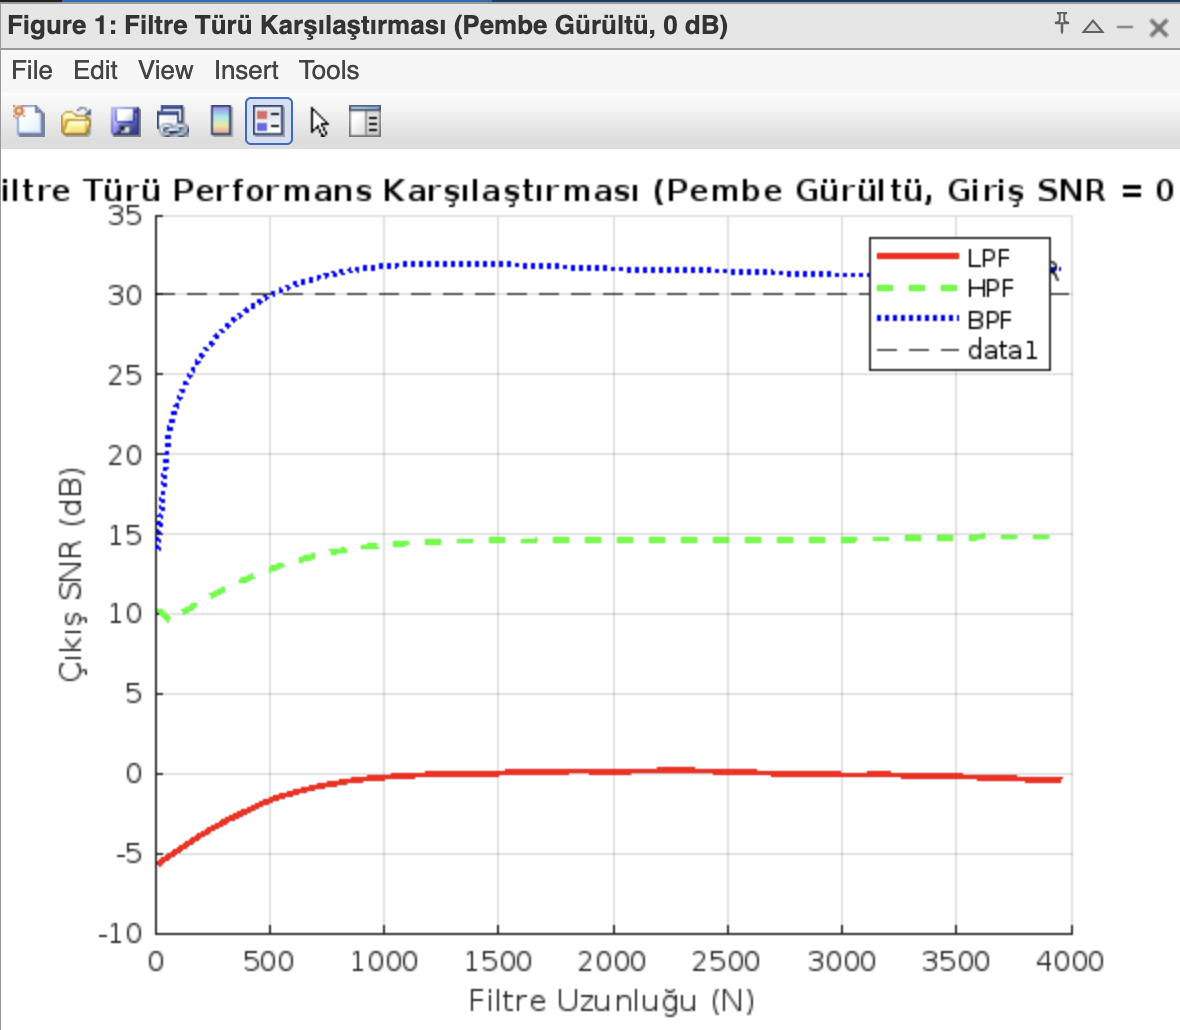 Figure 1: Filtre Türü Karşılaştırması (Pembe Gürültü, 0 dB)
File Edit View Insert Tools
iltre Türü Performans Karşılaştırması (Pembe Gürültü, Giriş SNR = 0
35
30
25
20
15
10
5
0
-5
-10
Çıkış SNR (dB)
LPF
HPF
BPF
data1
0 500 1000 1500 2000 2500 3000 3500 4000
Filtre Uzunluğu (N)